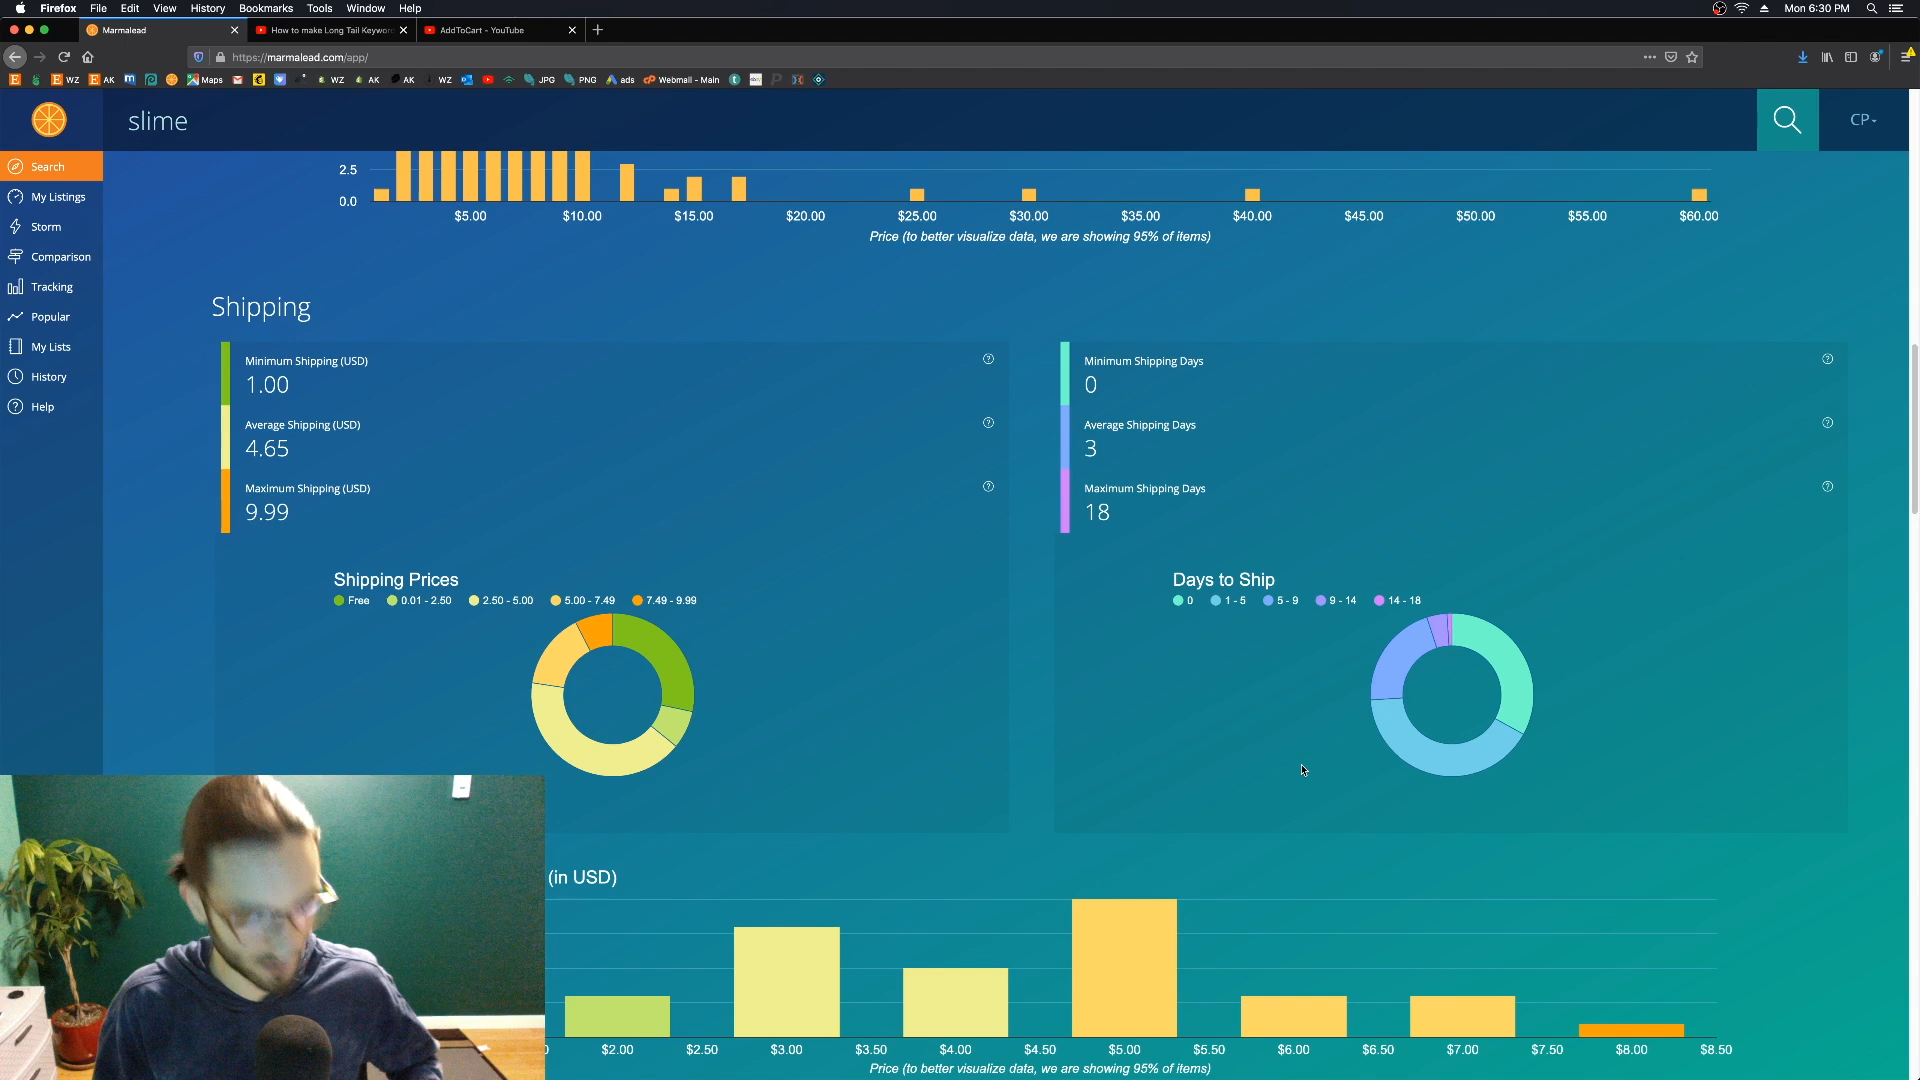 Firefox File Edit View History Bookmarks Tools Window Help Mon 6:30 PM
Marmalead
How to make Long Tail Keywor
AddToCart - YouTube
https://marmalead.com/app/
WZ AK Maps WZ AK AK WZ JPG PNG ads Webmail - Main
slime
CP
Search
My Listings
Storm
Comparison
Tracking
Popular
My Lists
History
Help
2.5
0.0
$5.00 $10.00 $15.00 $20.00 $25.00 $30.00 $35.00 $40.00 $45.00 $50.00 $55.00 $60.00
Price (to better visualize data, we are showing 95% of items)
Shipping
Minimum Shipping (USD)
1.00
Average Shipping (USD)
4.65
Maximum Shipping (USD)
9.99
Minimum Shipping Days
0
Average Shipping Days
3
Maximum Shipping Days
18
Shipping Prices
Free 0.01 - 2.50 2.50 - 5.00 5.00 - 7.49 7.49 - 9.99
Days to Ship
0 1 - 5 5 - 9 9 - 14 14 - 18
(in USD)
$2.00 $2.50 $3.00 $3.50 $4.00 $4.50 $5.00 $5.50 $6.00 $6.50 $7.00 $7.50 $8.00 $8.50
Price (to better visualize data, we are showing 95% of items)